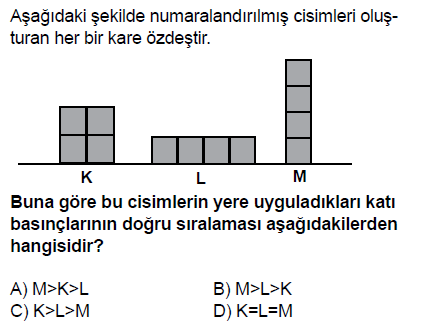 Aşağıdaki şekilde numaralandırılmış cisimleri oluş-
turan her bir kare özdeştir.
K L M
Buna göre bu cisimlerin yere uyguladıkları katı
basınçlarının doğru sıralaması aşağıdakilerden
hangisidir?
A) M>K>L B) M>L>K
C) K>L>M D) K=L=M